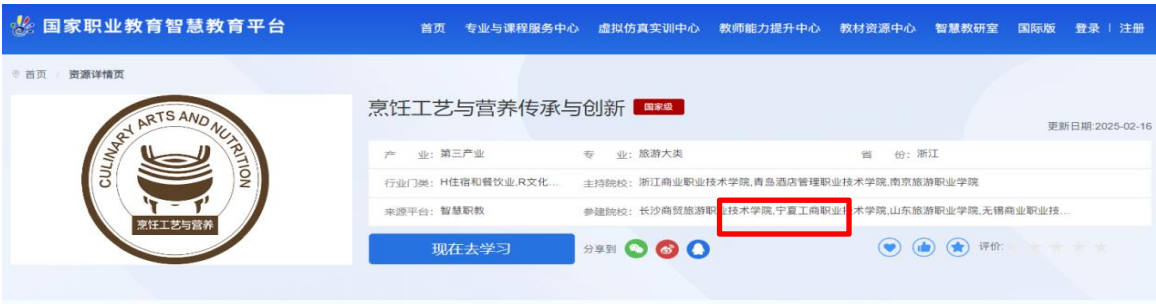 国家职业教育智慧教育平台
首页 专业与课程服务中心 虚拟仿真实训中心 教师能力提升中心 教材资源中心 智慧教研室 国际版 登录 | 注册
首页 / 资源详情页
CULINARY ARTS AND NUTRITION
烹饪工艺与营养
烹饪工艺与营养传承与创新 国家级
更新日期:2025-02-16
产 业: 第三产业 专 业: 旅游大类 省 份: 浙江
行业门类: H住宿和餐饮业,R文化... 主持院校: 浙江商业职业技术学院,青岛酒店管理职业技术学院,南京旅游职业学院
来源平台: 智慧职教 参建院校: 长沙商贸旅游职业技术学院,宁夏工商职业技术学院,山东旅游职业学院,无锡商业职业技...
现在去学习 分享到 评价: